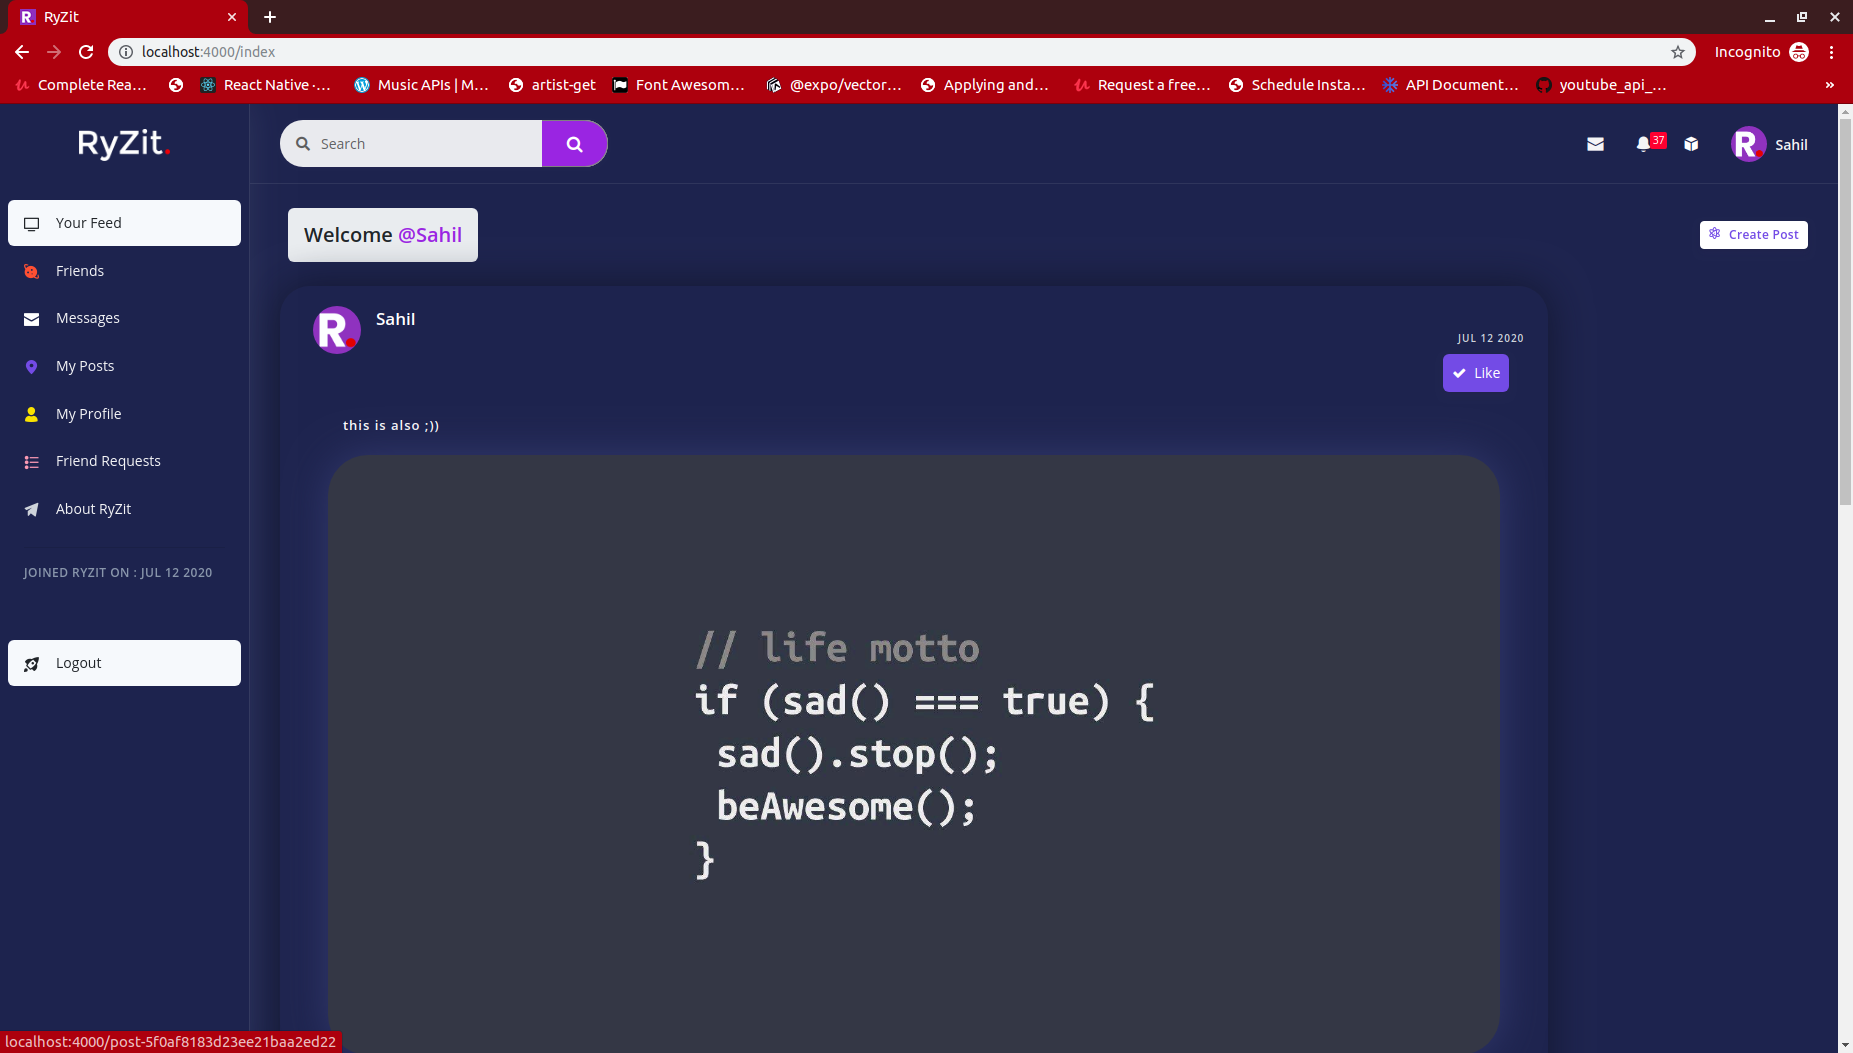 RyZit
localhost:4000/index
Incognito
Complete Rea...
React Native ·...
Music APIs | M...
artist-get
Font Awesom...
@expo/vector...
Applying and...
Request a free...
Schedule Insta...
API Document...
youtube_api_...
»
RyZit.
Search
37
R.
Sahil
Your Feed
Friends
Messages
My Posts
My Profile
Friend Requests
About RyZit
JOINED RYZIT ON : JUL 12 2020
Logout
Welcome @Sahil
Create Post
R.
Sahil
JUL 12 2020
Like
this is also ;))
// life motto
if (sad() === true) {
sad().stop();
beAwesome();
}
localhost:4000/post-5f0af8183d23ee21baa2ed22